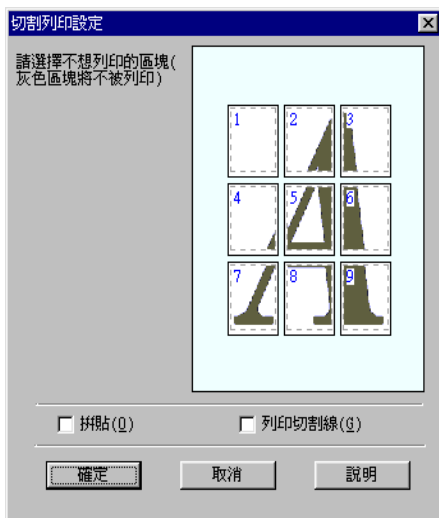 切割列印設定
請選擇不想列印的區塊(
灰色區塊將不被列印)
1 2 3
4 5 6
7 8 9
拼貼(O) 列印切割線(G)
確定 取消 說明